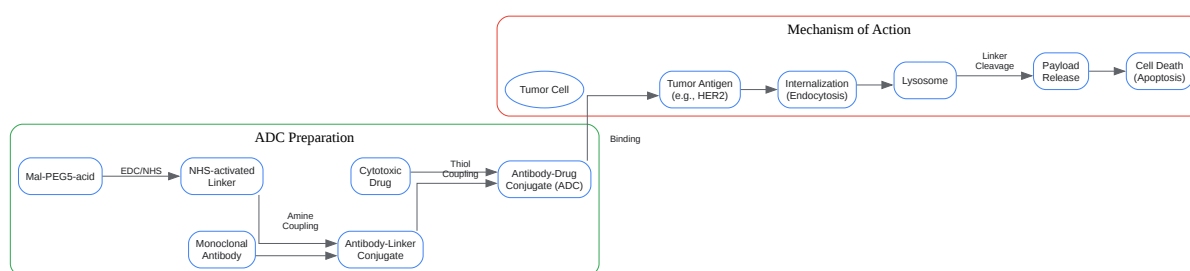 Mechanism of Action
Tumor Cell
Tumor Antigen
(e.g., HER2)
Internalization
(Endocytosis)
Lysosome
Linker
Cleavage
Payload
Release
Cell Death
(Apoptosis)
ADC Preparation
Binding
Mal-PEG5-acid
EDC/NHS
NHS-activated
Linker
Cytotoxic
Drug
Thiol
Coupling
Antibody-Drug
Conjugate (ADC)
Amine
Coupling
Monoclonal
Antibody
Antibody-Linker
Conjugate